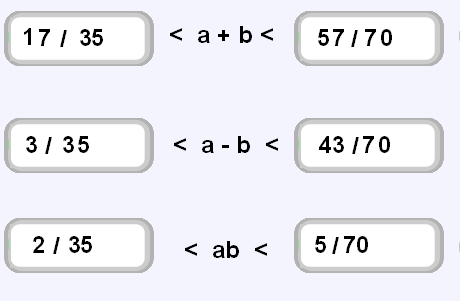 17 / 35 < a + b < 57 / 70
3 / 35 < a - b < 43 / 70
2 / 35 < ab < 5 / 70